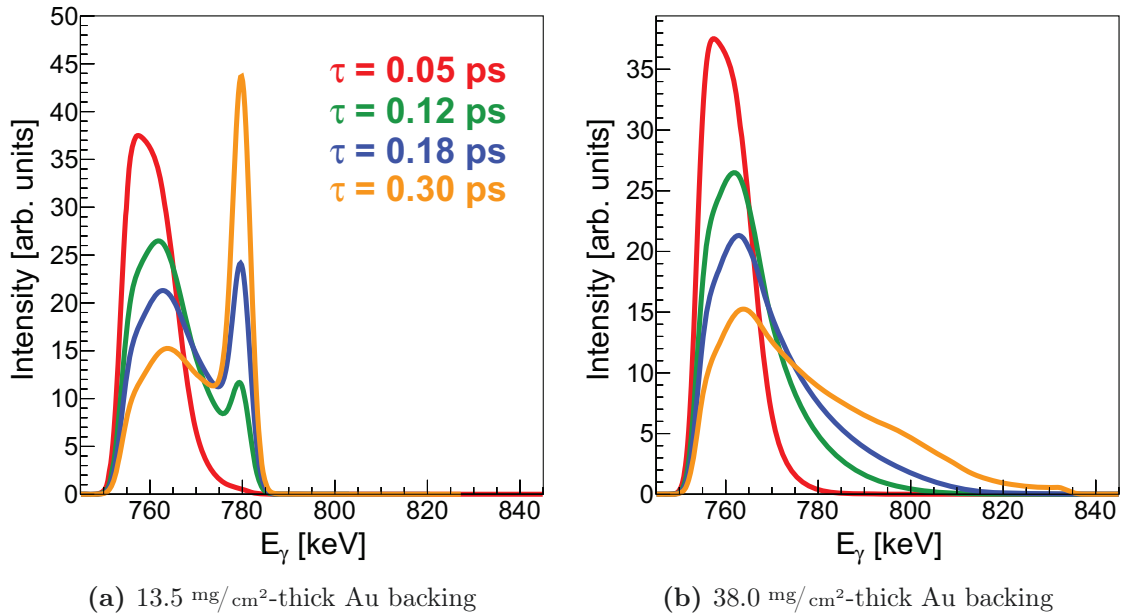 50
45
40
35
30
25
20
15
10
5
0
Intensity [arb. units]
τ = 0.05 ps
τ = 0.12 ps
τ = 0.18 ps
τ = 0.30 ps
760 780 800 820 840
E_γ [keV]
(a) 13.5 mg/cm²-thick Au backing
35
30
25
20
15
10
5
0
Intensity [arb. units]
760 780 800 820 840
E_γ [keV]
(b) 38.0 mg/cm²-thick Au backing